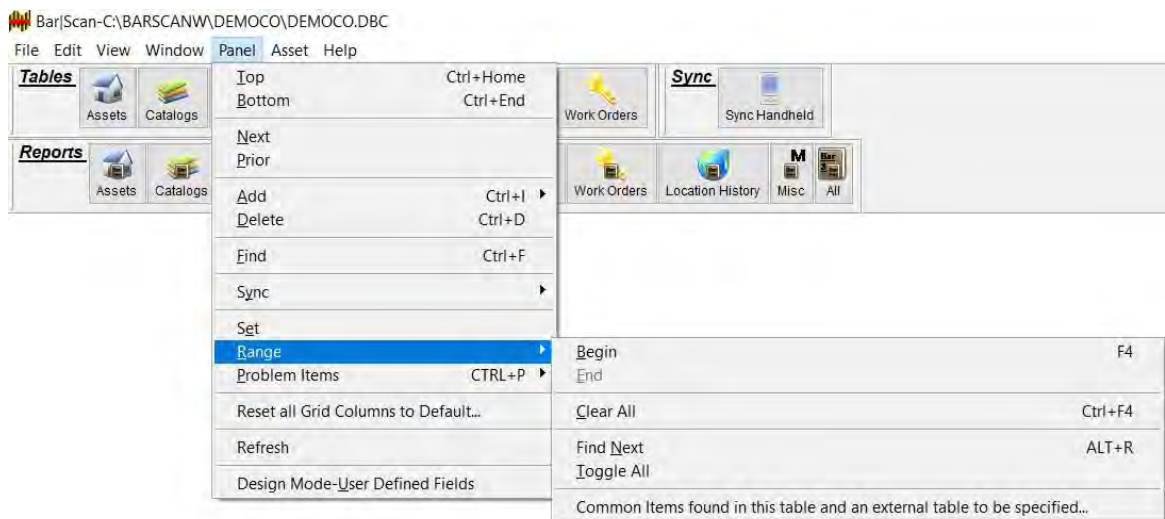 Bar|Scan-C:\BARSCANW\DEMOCO\DEMOCO.DBC
File Edit View Window Panel Asset Help
Tables
Assets
Catalogs
Work Orders
Sync
Sync Handheld
Reports
Assets
Catalogs
Work Orders
Location History
M
Misc
Bar
All
Top Ctrl+Home
Bottom Ctrl+End
Next
Prior
Add Ctrl+I
Delete Ctrl+D
Find Ctrl+F
Sync
Set
Range
Problem Items CTRL+P
Reset all Grid Columns to Default...
Refresh
Design Mode-User Defined Fields
Begin F4
End
Clear All Ctrl+F4
Find Next ALT+R
Toggle All
Common Items found in this table and an external table to be specified...